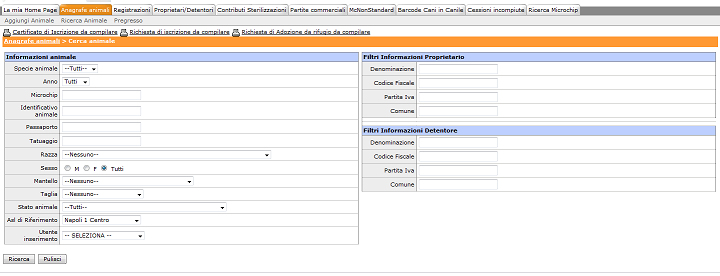 La mia Home Page Anagrafe animali Registrazioni Proprietari/Detentori Contributi Sterilizzazioni Partite commerciali McNonStandard Barcode Cani in Canile Cessioni incompiute Ricerca Microchip
Aggiungi Animale Ricerca Animale Pregresso
Certificato di Iscrizione da compilare Richieste di iscrizione da compilare Richieste di Adozione da rifugio da compilare
Anagrafe animali > Cerca animale
Informazioni animale
Specie animale --Tutti--
Anno Tutti
Microchip
Identificativo
animale
Passaporto
Tatuaggio
Razza --Nessuno--
Sesso M F Tutti
Mantello --Nessuno--
Taglia --Nessuno--
Stato animale --Tutti--
Asl di Riferimento Napoli 1 Centro
Utente
inserimento -- SELEZIONA --
Ricerca Pulisci
Filtri Informazioni Proprietario
Denominazione
Codice Fiscale
Partita Iva
Comune
Filtri Informazioni Detentore
Denominazione
Codice Fiscale
Partita Iva
Comune